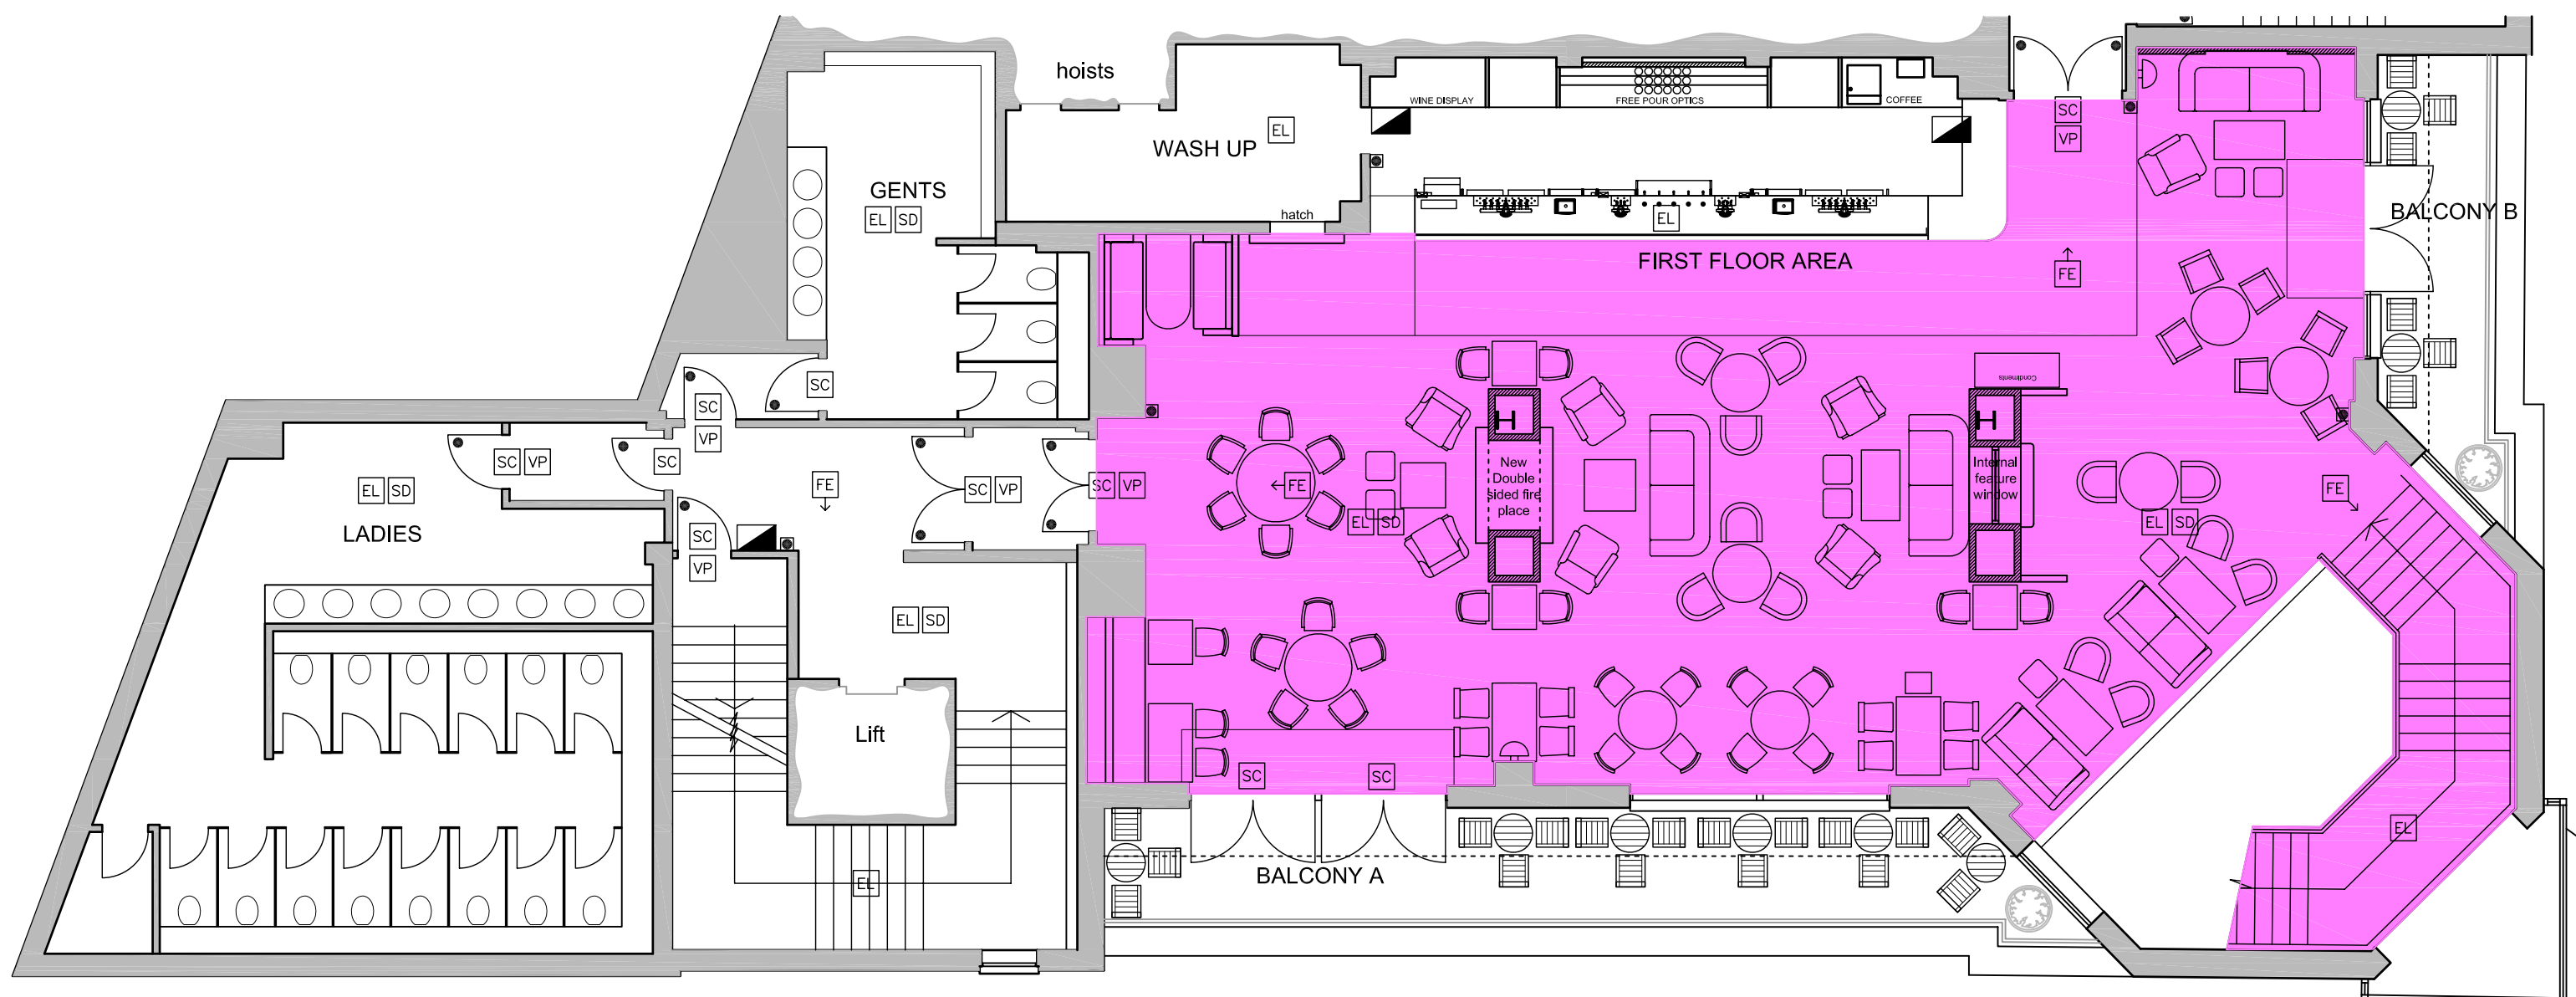 hoists
WINE DISPLAY
FREE POUR OPTICS
COFFEE
SC
VP
EL
WASH UP
GENTS
EL SD
hatch
EL
BALCONY B
FIRST FLOOR AREA
FE
Condiments
SC
SC
VP
H
H
SC VP
SC
EL SD
LADIES
FE
SC VP
SC VP
FE
New
Double
sided fire
place
Internal
feature
window
FE
EL SD
EL SD
SC
VP
EL SD
Lift
SC
SC
EL
BALCONY A
EL